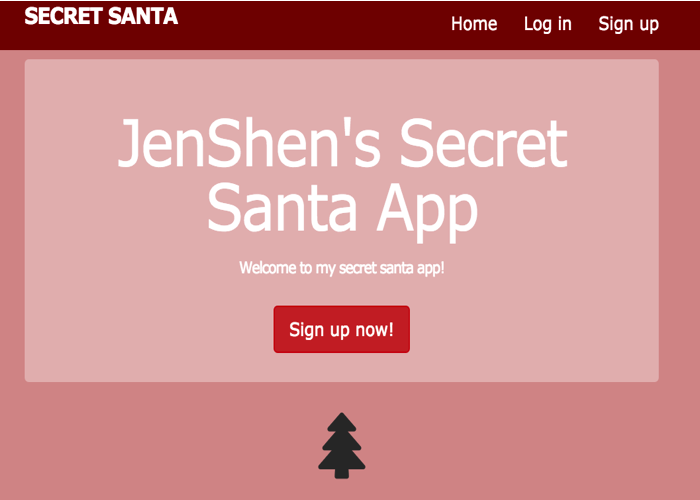 SECRET SANTA
Home Log in Sign up
JenShen's Secret
Santa App
Welcome to my secret santa app!
Sign up now!